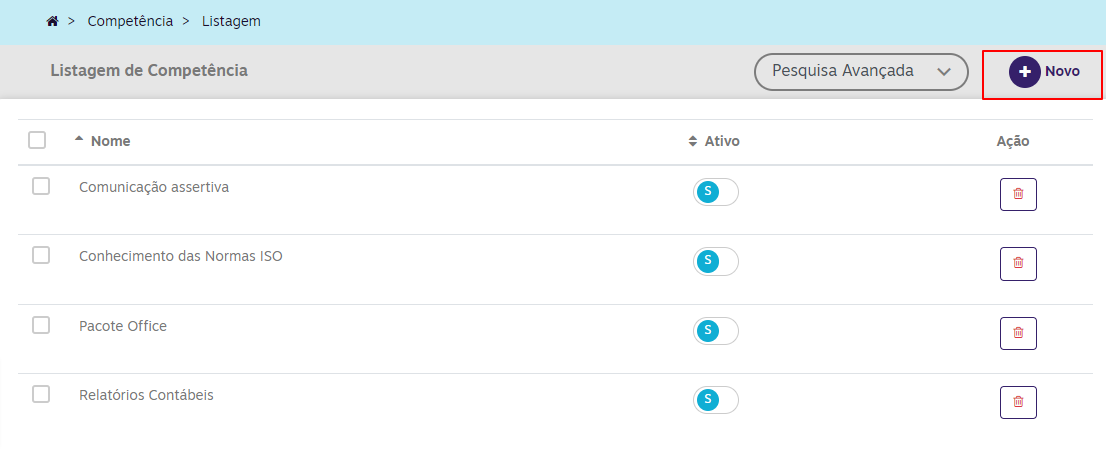 > Competência > Listagem
Listagem de Competência Pesquisa Avançada Novo
Nome Ativo Ação
Comunicação assertiva S
Conhecimento das Normas ISO S
Pacote Office S
Relatórios Contábeis S